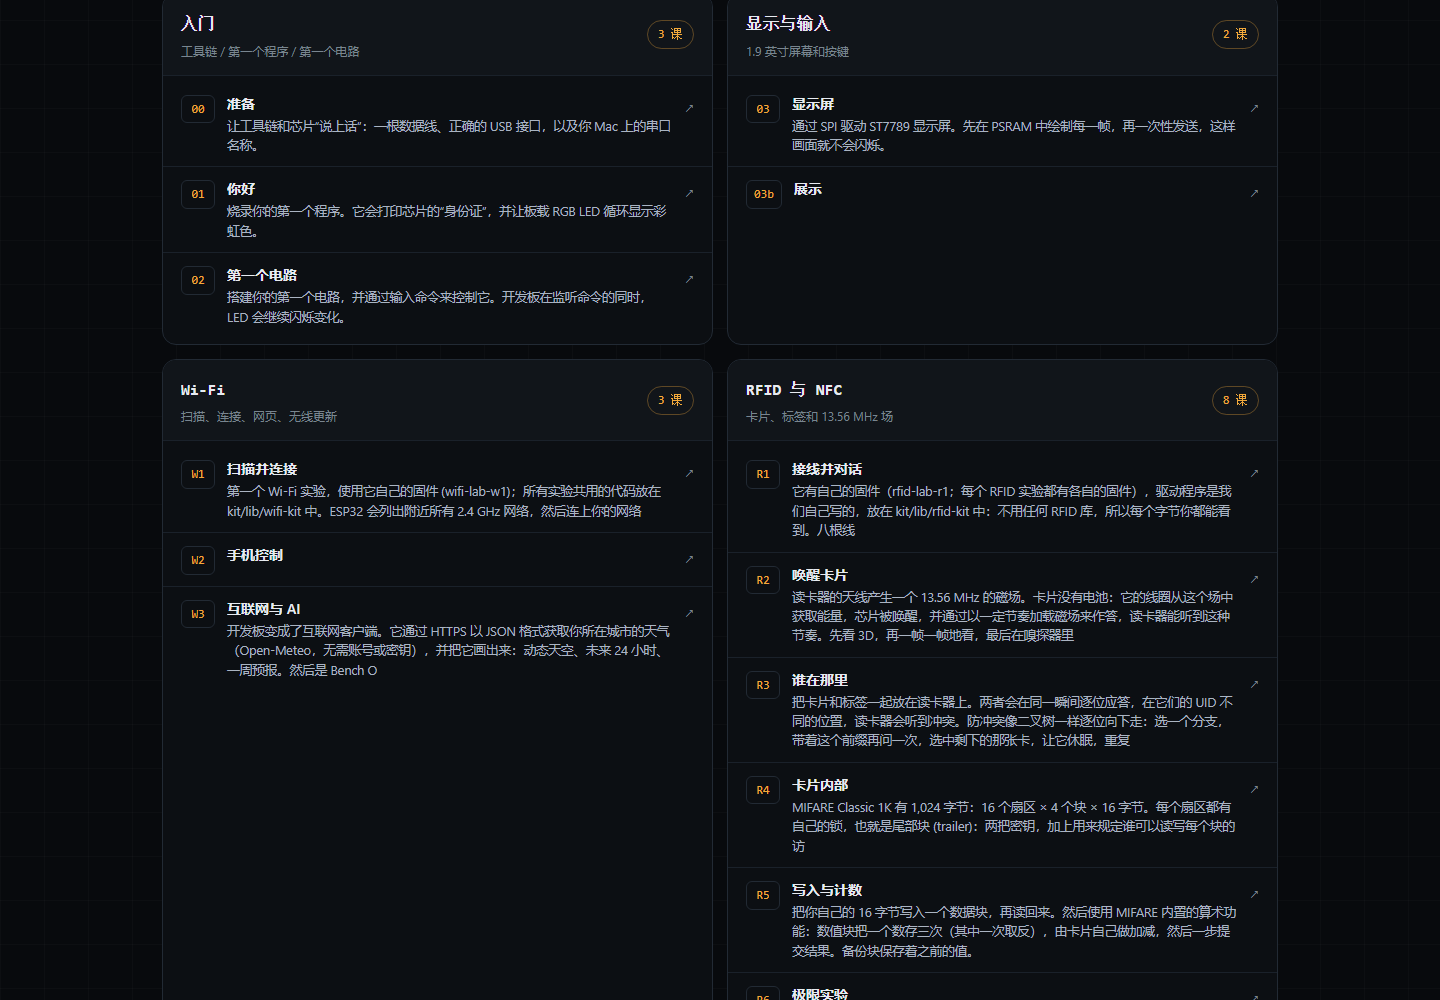 入门
工具链 / 第一个程序 / 第一个电路
3 课
00
准备
让工具链和芯片“说上话”：一根数据线、正确的 USB 接口，以及你 Mac 上的串口
名称。
01
你好
烧录你的第一个程序。它会打印芯片的“身份证”，并让板载 RGB LED 循环显示彩
虹色。
02
第一个电路
搭建你的第一个电路，并通过输入命令来控制它。开发板在监听命令的同时，
LED 会继续闪烁变化。
显示与输入
1.9 英寸屏幕和按键
2 课
03
显示屏
通过 SPI 驱动 ST7789 显示屏。先在 PSRAM 中绘制每一帧，再一次性发送，这样
画面就不会闪烁。
03b
展示
Wi-Fi
扫描、连接、网页、无线更新
3 课
W1
扫描并连接
第一个 Wi-Fi 实验，使用它自己的固件 (wifi-lab-w1)；所有实验共用的代码放在
kit/lib/wifi-kit 中。ESP32 会列出附近所有 2.4 GHz 网络，然后连上你的网络
W2
手机控制
W3
互联网与 AI
开发板变成了互联网客户端。它通过 HTTPS 以 JSON 格式获取你所在城市的天气
（Open-Meteo，无需账号或密钥），并把它画出来：动态天空、未来 24 小时、
一周预报。然后是 Bench O
RFID 与 NFC
卡片、标签和 13.56 MHz 场
8 课
R1
接线并对话
它有自己的固件（rfid-lab-r1；每个 RFID 实验都有各自的固件），驱动程序是我
们自己写的，放在 kit/lib/rfid-kit 中：不用任何 RFID 库，所以每个字节你都能看
到。八根线
R2
唤醒卡片
读卡器的天线产生一个 13.56 MHz 的磁场。卡片没有电池：它的线圈从这个场中
获取能量，芯片被唤醒，并通过以一定节奏加载磁场来作答，读卡器能听到这种
节奏。先看 3D，再一帧一帧地看，最后在嗅探器里
R3
谁在那里
把卡片和标签一起放在读卡器上。两者会在同一瞬间逐位应答，在它们的 UID 不
同的位置，读卡器会听到冲突。防冲突像二叉树一样逐位向下走：选一个分支，
带着这个前缀再问一次，选中剩下的那张卡，让它休眠，重复
R4
卡片内部
MIFARE Classic 1K 有 1,024 字节：16 个扇区 × 4 个块 × 16 字节。每个扇区都有
自己的锁，也就是尾部块 (trailer)：两把密钥，加上用来规定谁可以读写每个块的
访
R5
写入与计数
把你自己的 16 字节写入一个数据块，再读回来。然后使用 MIFARE 内置的算术功
能：数值块把一个数存三次（其中一次取反），由卡片自己做加减，然后一步提
交结果。备份块保存着之前的值。
R6
极限实验